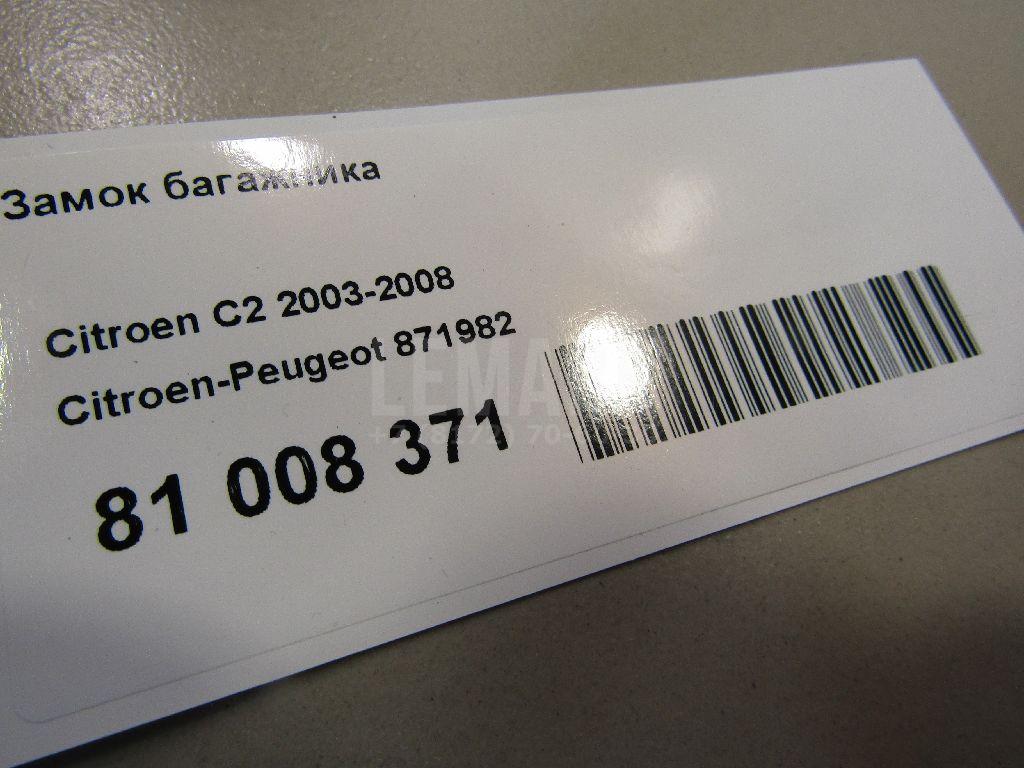 Замок багажника
Citroen C2 2003-2008
Citroen-Peugeot 871982
81 008 371